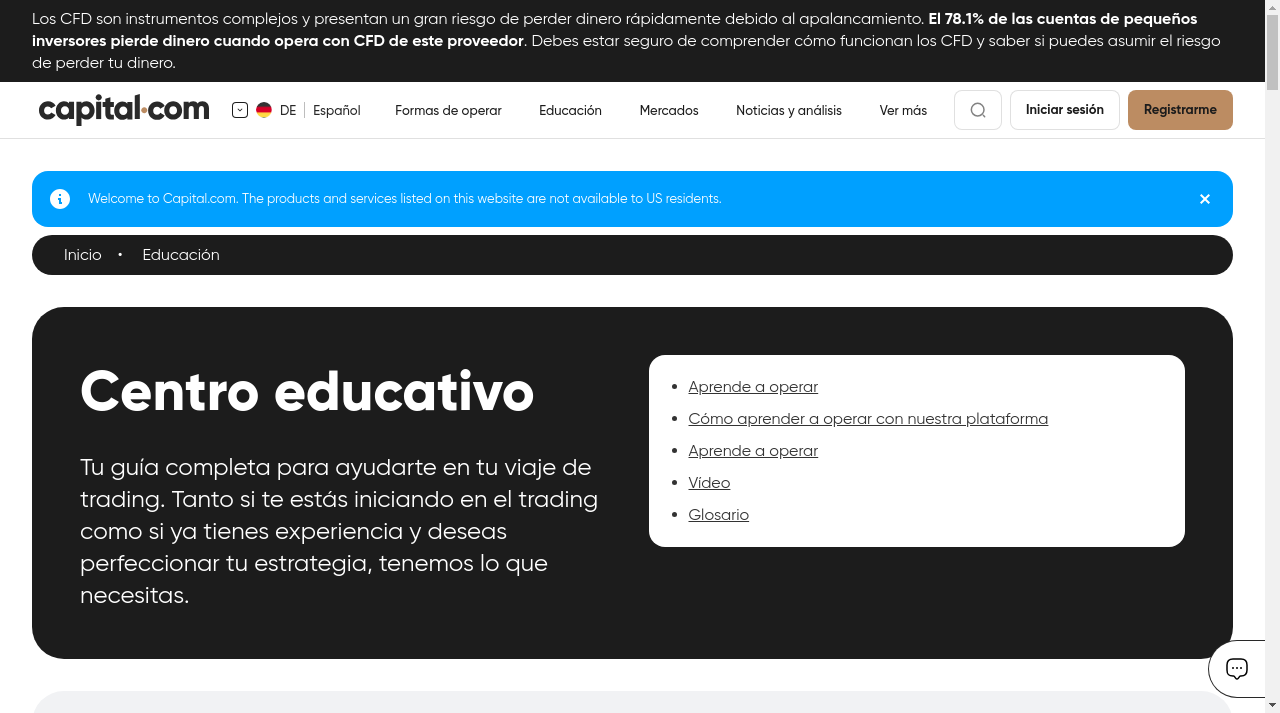 Los CFD son instrumentos complejos y presentan un gran riesgo de perder dinero rápidamente debido al apalancamiento. El 78.1% de las cuentas de pequeños
inversores pierde dinero cuando opera con CFD de este proveedor. Debes estar seguro de comprender cómo funcionan los CFD y saber si puedes asumir el riesgo
de perder tu dinero.
capital.com DE Español Formas de operar Educación Mercados Noticias y análisis Ver más Iniciar sesión Registrarme
Welcome to Capital.com. The products and services listed on this website are not available to US residents.
Inicio • Educación
Centro educativo
Tu guía completa para ayudarte en tu viaje de
trading. Tanto si te estás iniciando en el trading
como si ya tienes experiencia y deseas
perfeccionar tu estrategia, tenemos lo que
necesitas.
• Aprende a operar
• Cómo aprender a operar con nuestra plataforma
• Aprende a operar
• Vídeo
• Glosario